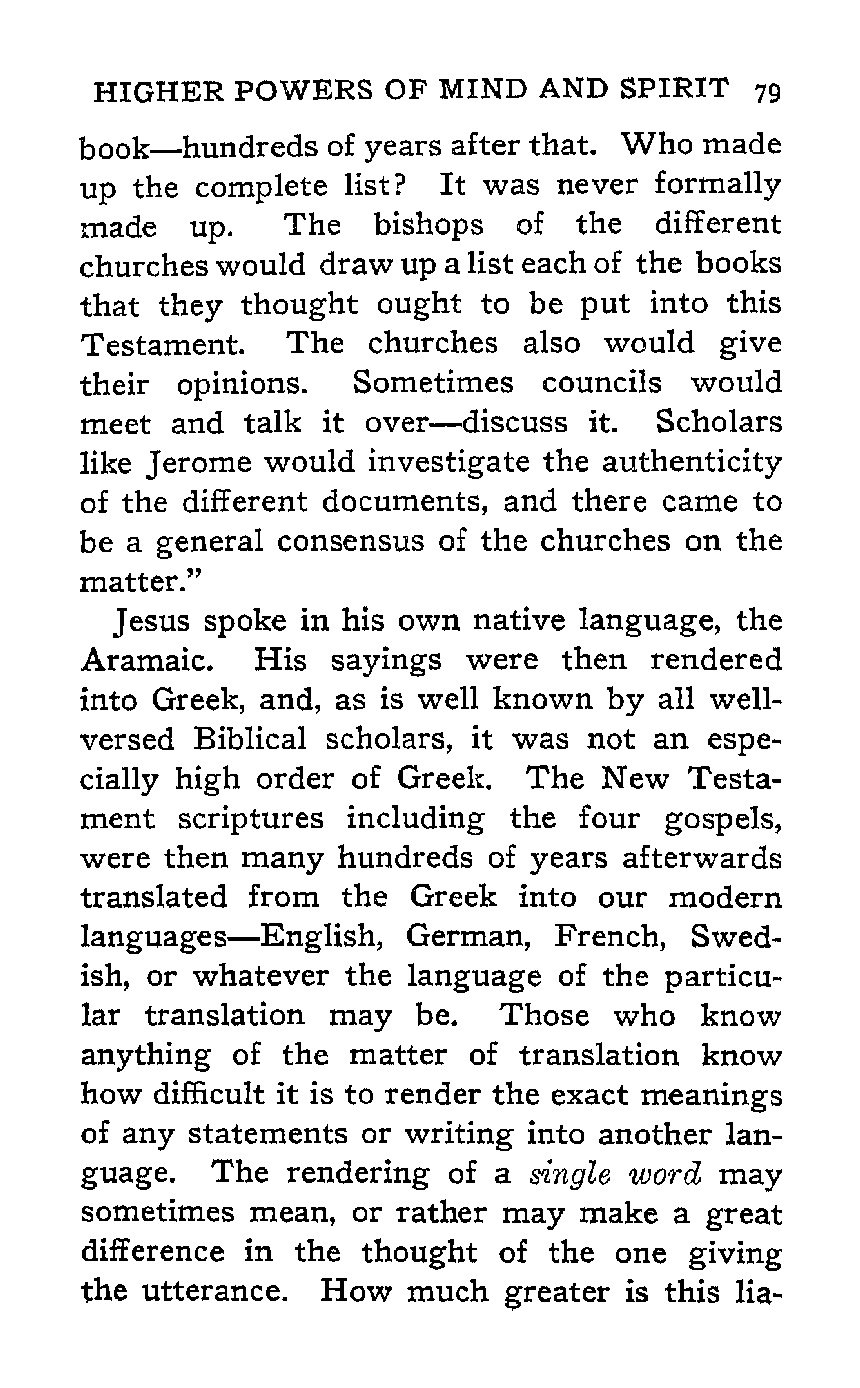 HIGHER POWERS OF MIND AND SPIRIT 79
book—hundreds of years after that. Who made
up the complete list? It was never formally
made up. The bishops of the different
churches would draw up a list each of the books
that they thought ought to be put into this
Testament. The churches also would give
their opinions. Sometimes councils would
meet and talk it over—discuss it. Scholars
like Jerome would investigate the authenticity
of the different documents, and there came to
be a general consensus of the churches on the
matter.”
Jesus spoke in his own native language, the
Aramaic. His sayings were then rendered
into Greek, and, as is well known by all well-
versed Biblical scholars, it was not an espe-
cially high order of Greek. The New Testa-
ment scriptures including the four gospels,
were then many hundreds of years afterwards
translated from the Greek into our modern
languages—English, German, French, Swed-
ish, or whatever the language of the particu-
lar translation may be. Those who know
anything of the matter of translation know
how difficult it is to render the exact meanings
of any statements or writing into another lan-
guage. The rendering of a single word may
sometimes mean, or rather may make a great
difference in the thought of the one giving
the utterance. How much greater is this lia-